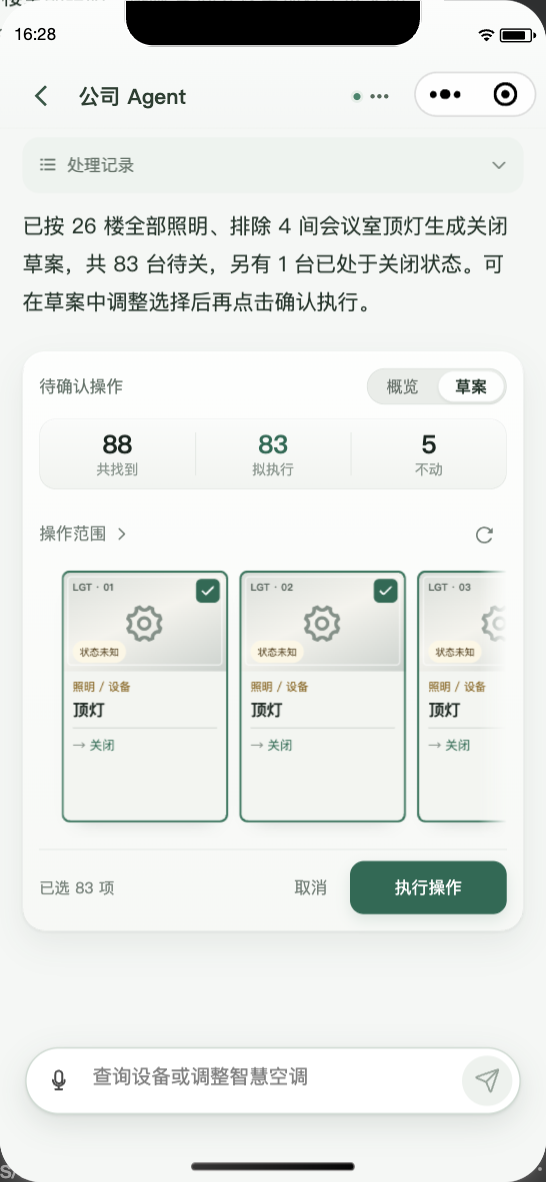 16:28
公司 Agent
处理记录
已按 26 楼全部照明、排除 4 间会议室顶灯生成关闭
草案，共 83 台待关，另有 1 台已处于关闭状态。可
在草案中调整选择后再点击确认执行。
待确认操作
概览
草案
88
83
5
共找到
拟执行
不动
操作范围
LGT · 01
LGT · 02
LGT · 03
状态未知
状态未知
状态未知
照明 / 设备
照明 / 设备
照明 / 设备
顶灯
顶灯
顶灯
→ 关闭
→ 关闭
→ 关闭
已选 83 项
取消
执行操作
查询设备或调整智慧空调